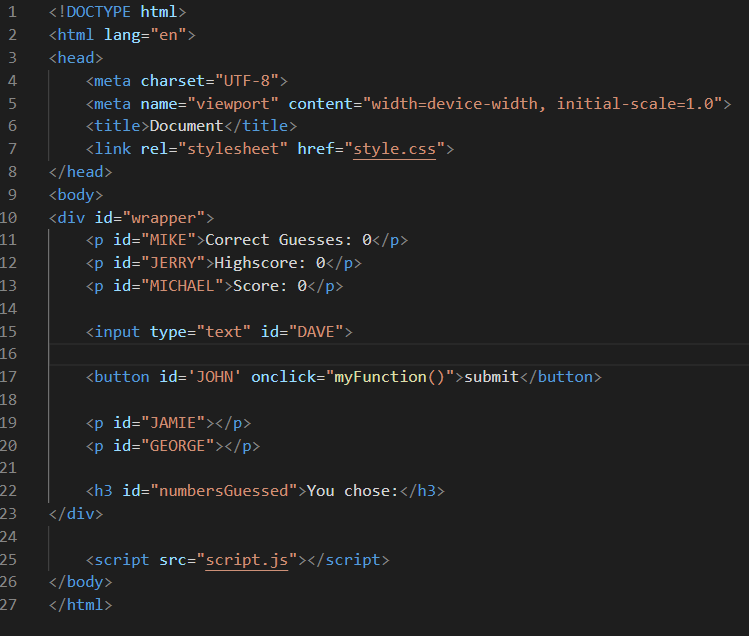 1 <!DOCTYPE html>
2 <html lang="en">
3 <head>
4     <meta charset="UTF-8">
5     <meta name="viewport" content="width=device-width, initial-scale=1.0">
6     <title>Document</title>
7     <link rel="stylesheet" href="style.css">
8 </head>
9 <body>
10 <div id="wrapper">
11     <p id="MIKE">Correct Guesses: 0</p>
12     <p id="JERRY">Highscore: 0</p>
13     <p id="MICHAEL">Score: 0</p>
14
15     <input type="text" id="DAVE">
16
17     <button id='JOHN' onclick="myFunction()">submit</button>
18
19     <p id="JAMIE"></p>
20     <p id="GEORGE"></p>
21
22     <h3 id="numbersGuessed">You chose:</h3>
23 </div>
24
25     <script src="script.js"></script>
26 </body>
27 </html>